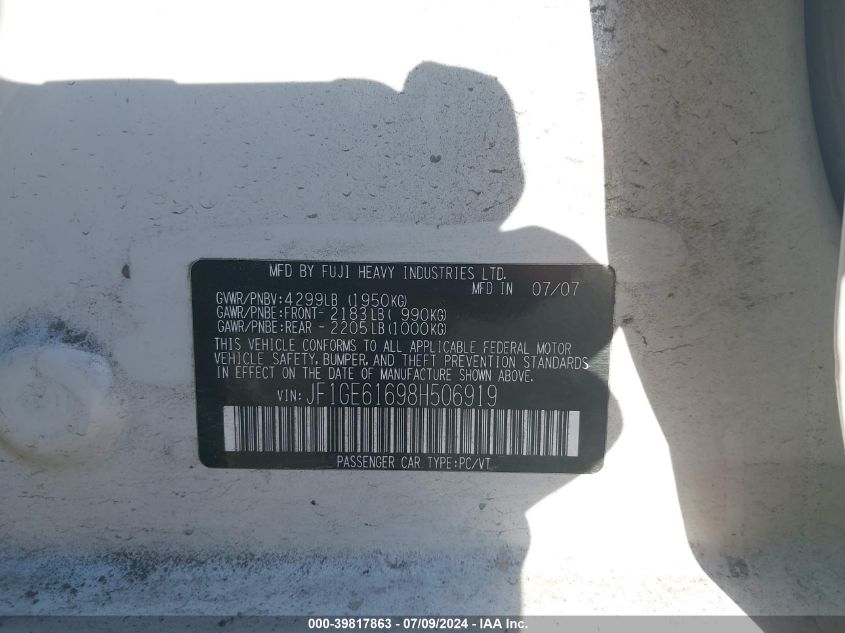 MFD BY FUJI HEAVY INDUSTRIES LTD.
MFD IN 07/07
GVWR/PNBV:4299LB (1950KG)
GAWR/PNBE:FRONT- 2183LB( 990KG)
GAWR/PNBE:REAR - 2205LB(1000KG)
THIS VEHICLE CONFORMS TO ALL APPLICABLE FEDERAL MOTOR
VEHICLE SAFETY, BUMPER, AND THEFT PREVENTION STANDARDS
IN EFFECT ON THE DATE OF MANUFACTURE SHOWN ABOVE.
VIN: JF1GE61698H506919
PASSENGER CAR TYPE:PC/VT
000-39817863 - 07/09/2024 - IAA, Inc.